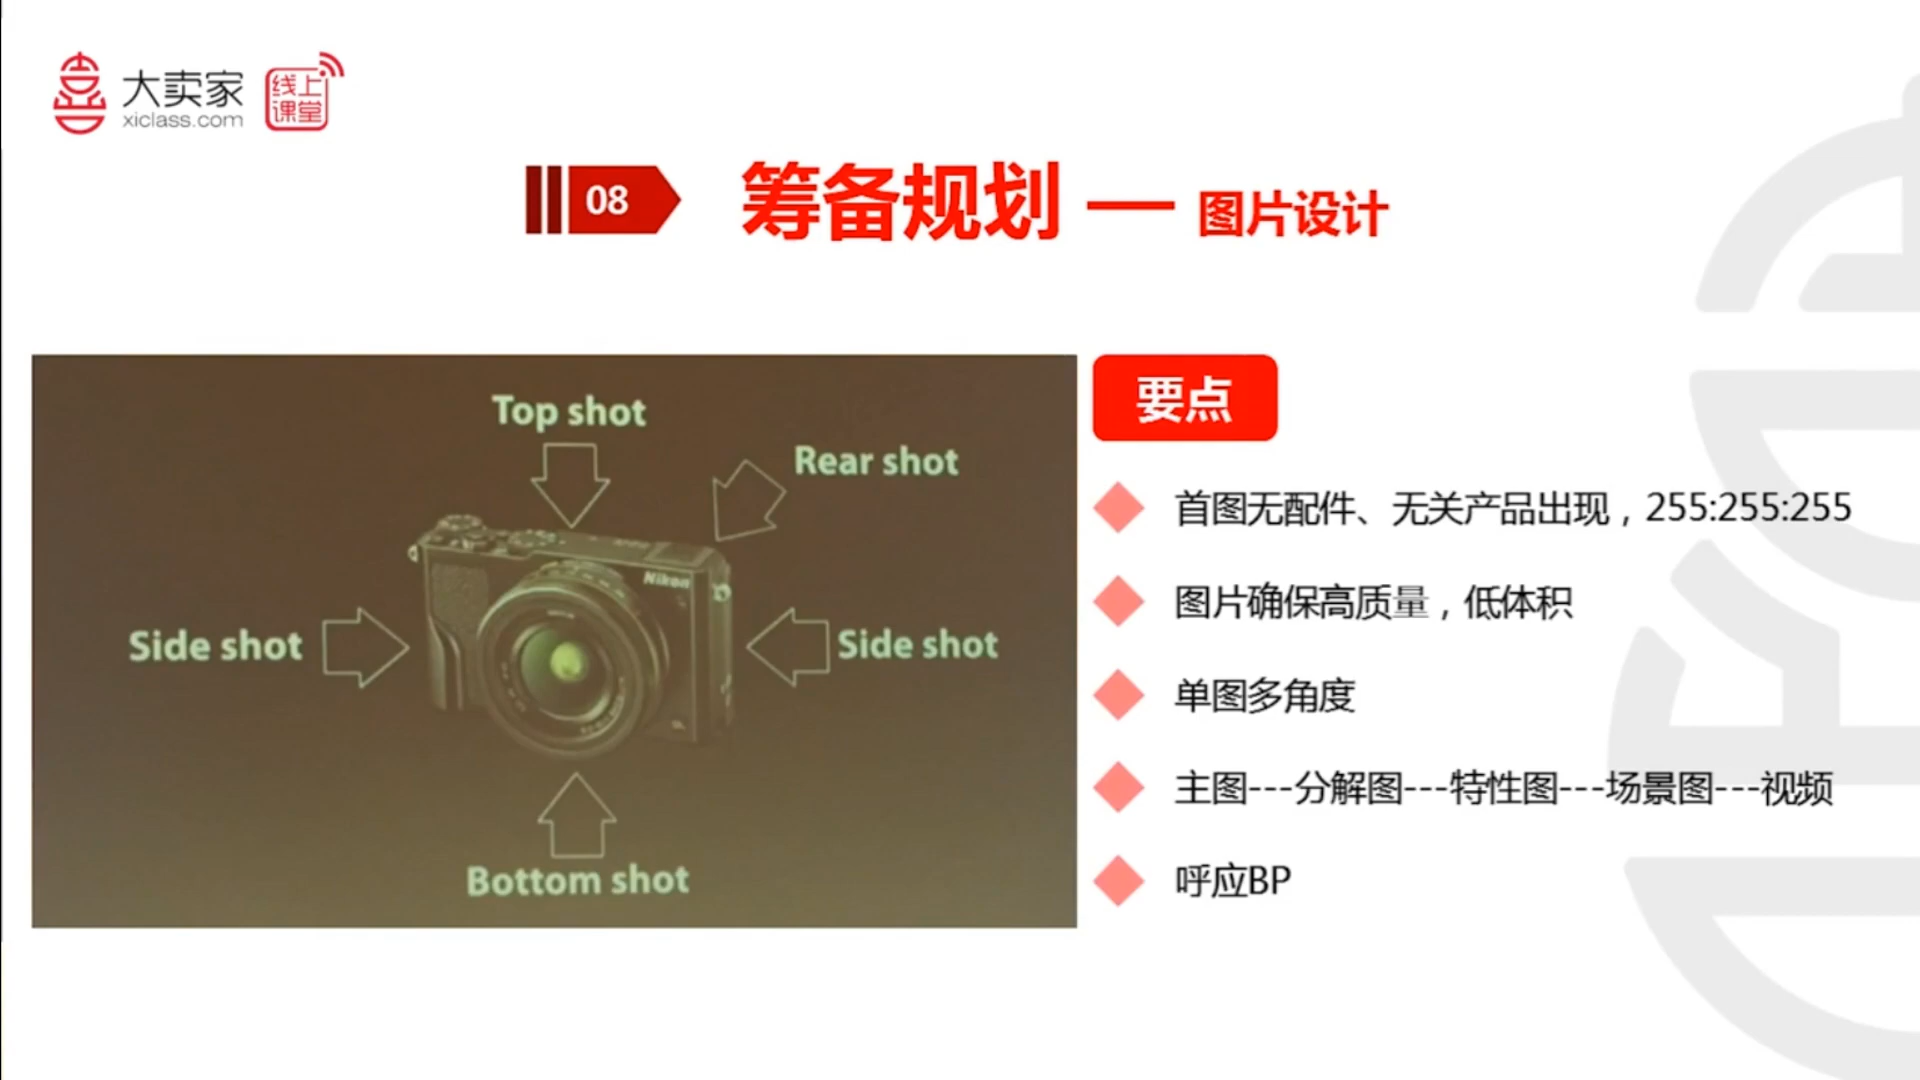 大卖家
xiclass.com
线上
课堂
08
筹备规划 — 图片设计
Top shot
Rear shot
Nikon
Side shot
Side shot
Bottom shot
要点
首图无配件、无关产品出现，255:255:255
图片确保高质量，低体积
单图多角度
主图---分解图---特性图---场景图---视频
呼应BP